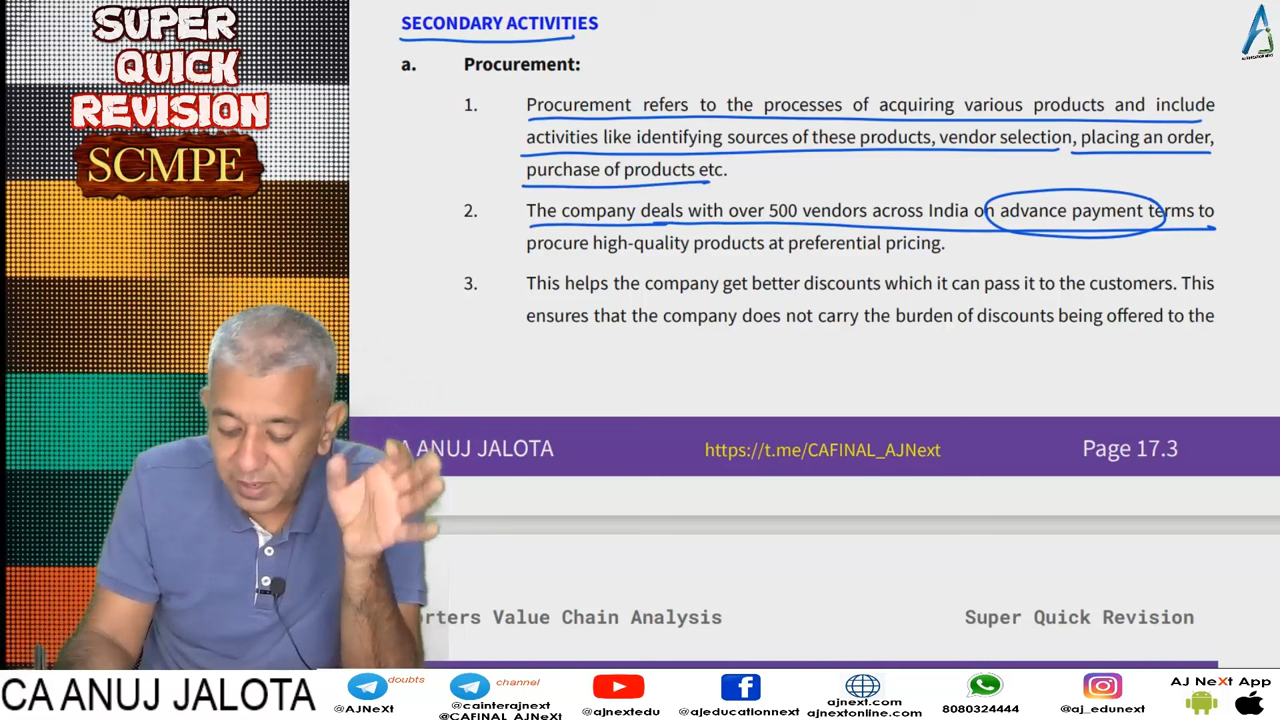 SUPER
QUICK
REVISION
SCMPE
SECONDARY ACTIVITIES
a. Procurement:
1. Procurement refers to the processes of acquiring various products and include
activities like identifying sources of these products, vendor selection, placing an order,
purchase of products etc.
2. The company deals with over 500 vendors across India on advance payment terms to
procure high-quality products at preferential pricing.
3. This helps the company get better discounts which it can pass it to the customers. This
ensures that the company does not carry the burden of discounts being offered to the
CA ANUJ JALOTA https://t.me/CAFINAL_AJNext Page 17.3
orters Value Chain Analysis Super Quick Revision
CA ANUJ JALOTA
doubts
@AJNeXt
channel
@cainterajnext
@CAFINAL_AJNeXt
@ajnextedu
@ajeducationnext
ajnext.com
ajnextonline.com
8080324444
@aj_edunext
AJ NeXt App